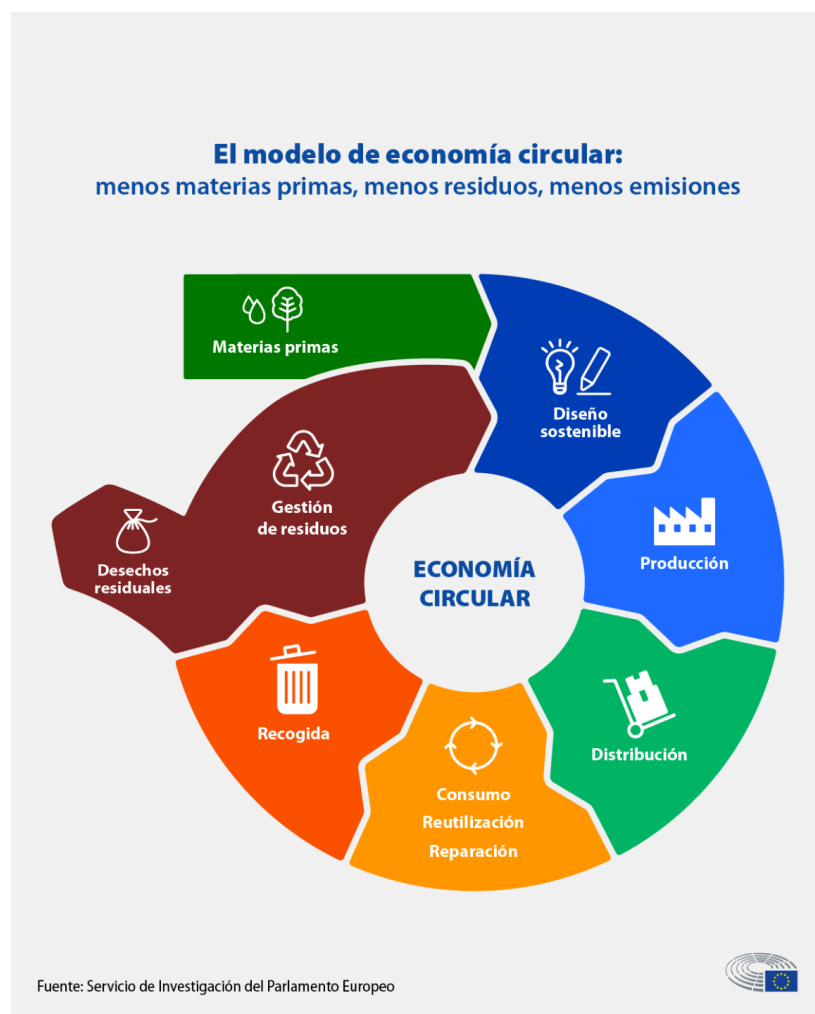 El modelo de economía circular:
menos materias primas, menos residuos, menos emisiones
Materias primas
Diseño
sostenible
Producción
Distribución
Consumo
Reutilización
Reparación
Recogida
Gestión
de residuos
Desechos
residuales
ECONOMÍA
CIRCULAR
Fuente: Servicio de Investigación del Parlamento Europeo